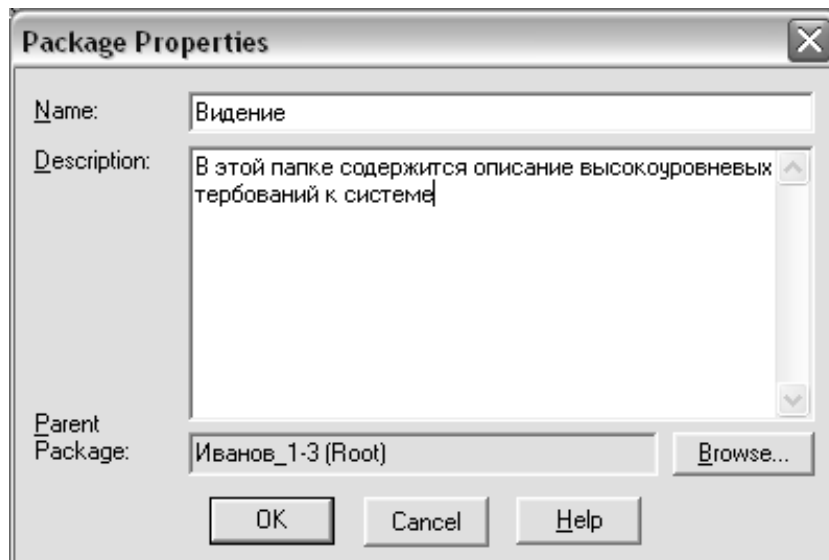 Package Properties
Name:
Видение
Description:
В этой папке содержится описание высокоуровневых
тербований к системе
Parent
Package:
Иванов_1-3 (Root)
Browse...
OK
Cancel
Help